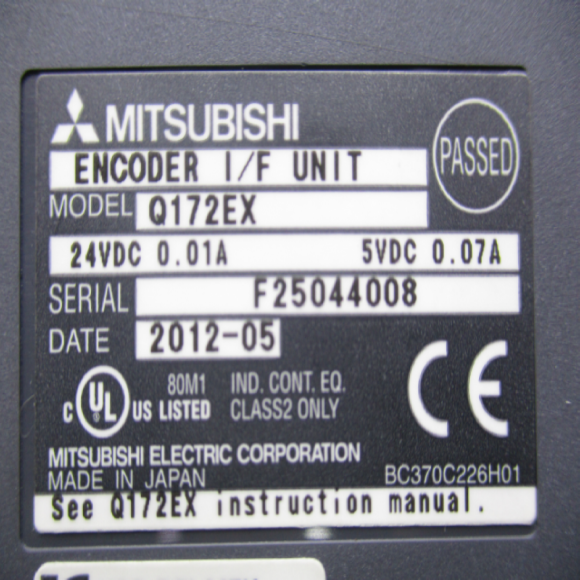 MITSUBISHI
PASSED
ENCODER I/F UNIT
MODEL Q172EX
24VDC 0.01A 5VDC 0.07A
SERIAL F25044008
DATE 2012-05
C UL US LISTED 80M1 IND. CONT. EQ.
CLASS2 ONLY
CE
MITSUBISHI ELECTRIC CORPORATION
MADE IN JAPAN BC370C226H01
See Q172EX instruction manual.